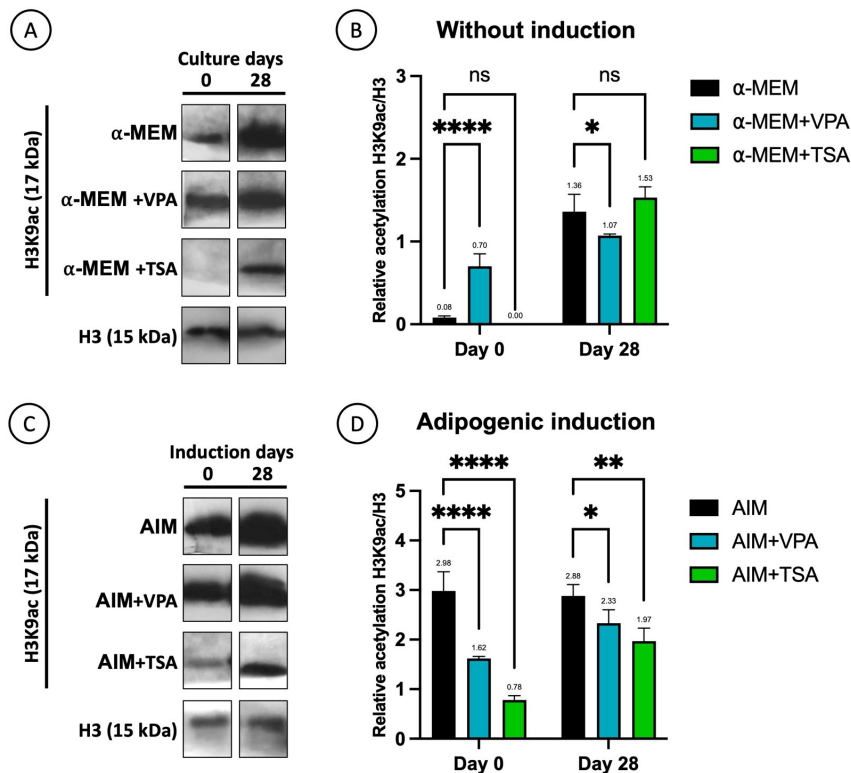 A
Culture days
0 28
H3K9ac (17 kDa)
α-MEM
α-MEM +VPA
α-MEM +TSA
H3 (15 kDa)
B
Without induction
Relative acetylation H3K9ac/H3
3
2
1
0
ns
ns
****
*
0.08
0.70
0.00
1.36
1.07
1.53
Day 0
Day 28
α-MEM
α-MEM+VPA
α-MEM+TSA
C
Induction days
0 28
H3K9ac (17 kDa)
AIM
AIM+VPA
AIM+TSA
H3 (15 kDa)
D
Adipogenic induction
Relative acetylation H3K9ac/H3
5
4
3
2
1
0
****
**
****
*
2.98
1.62
0.78
2.88
2.33
1.97
Day 0
Day 28
AIM
AIM+VPA
AIM+TSA